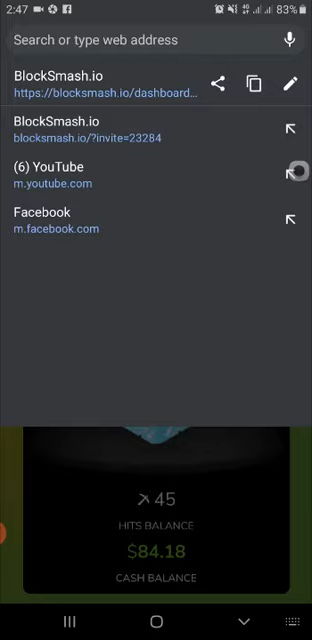 2:47
83%
Search or type web address
BlockSmash.io
https://blocksmash.io/dashboard...
BlockSmash.io
blocksmash.io/?invite=23284
(6) YouTube
m.youtube.com
Facebook
m.facebook.com
45
HITS BALANCE
$84.18
CASH BALANCE